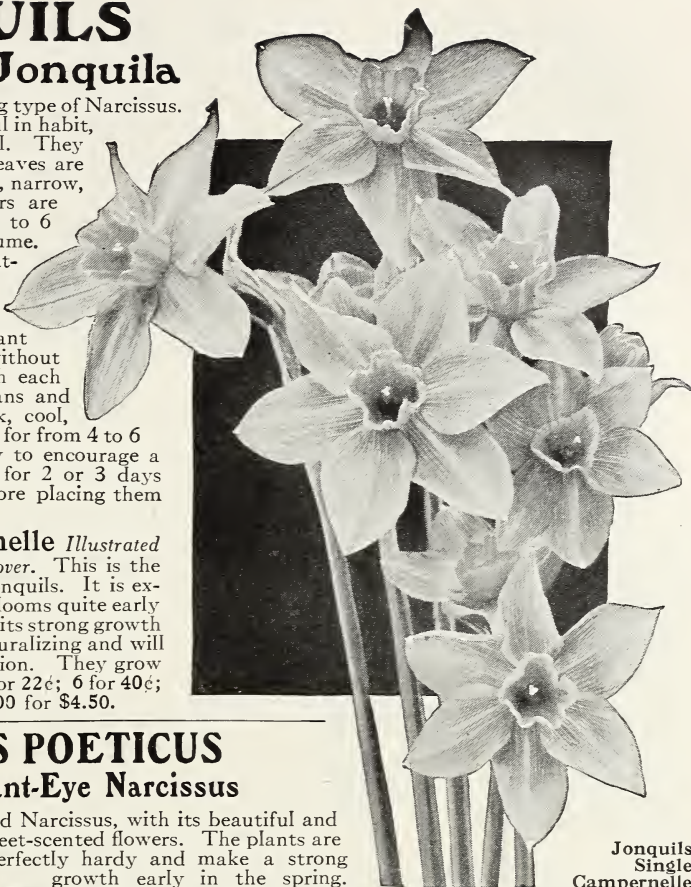 UILS
Jonquila
g type of Narcissus.
l in habit,
l. They
eaves are
, narrow,
rs are
to 6
ume.
at-
ant
ithout
n each
ans and
k, cool,
for from 4 to 6
y to encourage a
for 2 or 3 days
ore placing them
nelle Illustrated
over. This is the
nquils. It is ex-
looms quite early
its strong growth
uralizing and will
ion. They grow
or 22¢; 6 for 40¢;
00 for $4.50.
S POETICUS
nt-Eye Narcissus
d Narcissus, with its beautiful and
eet-scented flowers. The plants are
erfectly hardy and make a strong
growth early in the spring.
Jonquils
Single
Campernelle